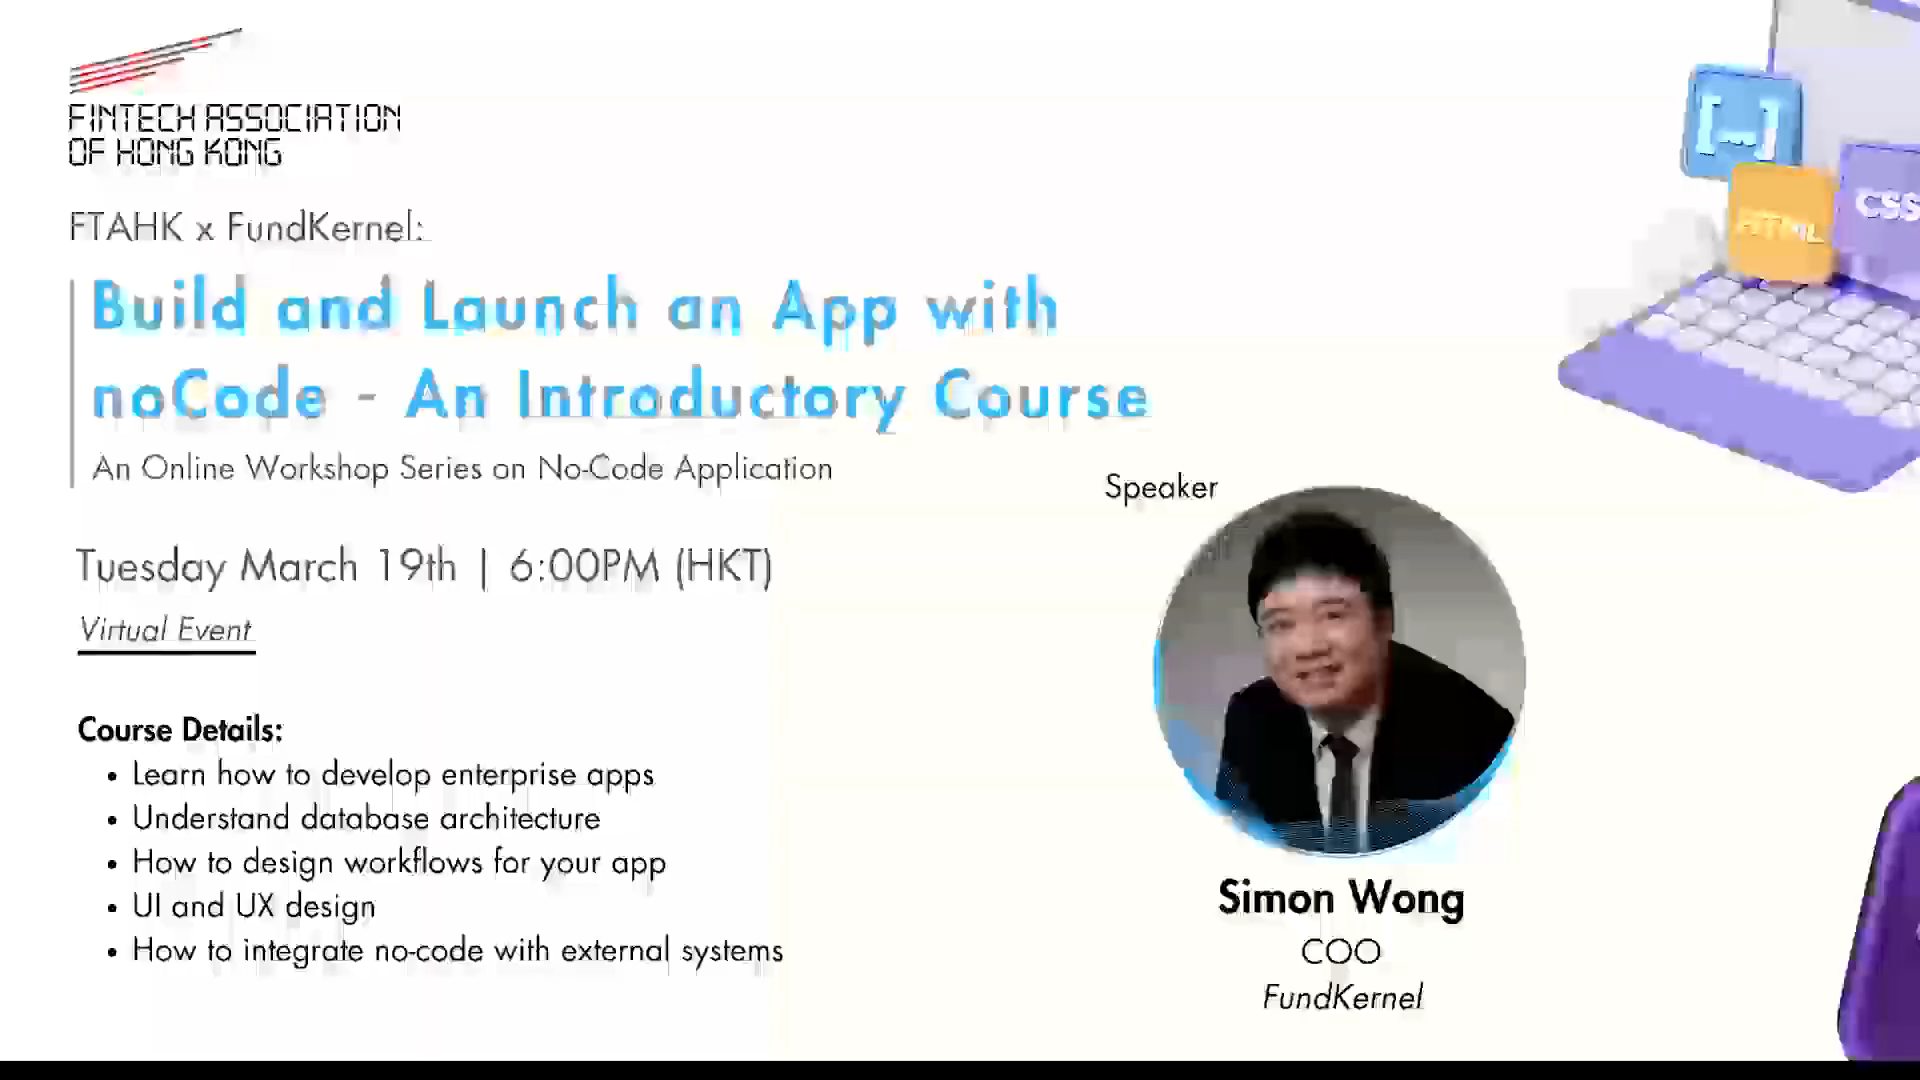 FINTECH ASSOCIATION
OF HONG KONG
FTAHK x FundKernel:
Build and Launch an App with
noCode - An Introductory Course
An Online Workshop Series on No-Code Application
Tuesday March 19th | 6:00PM (HKT)
Virtual Event
Course Details:
• Learn how to develop enterprise apps
• Understand database architecture
• How to design workflows for your app
• UI and UX design
• How to integrate no-code with external systems
Speaker
Simon Wong
COO
FundKernel
[...]
HTML
CSS